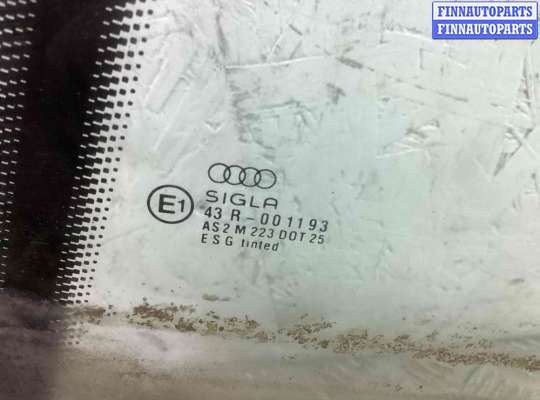 FINNAUTOPARTS
FINNAUTOPARTS
SIGLA
E1
43 R-001193
AS2 M 223 DOT 25
ESG tinted